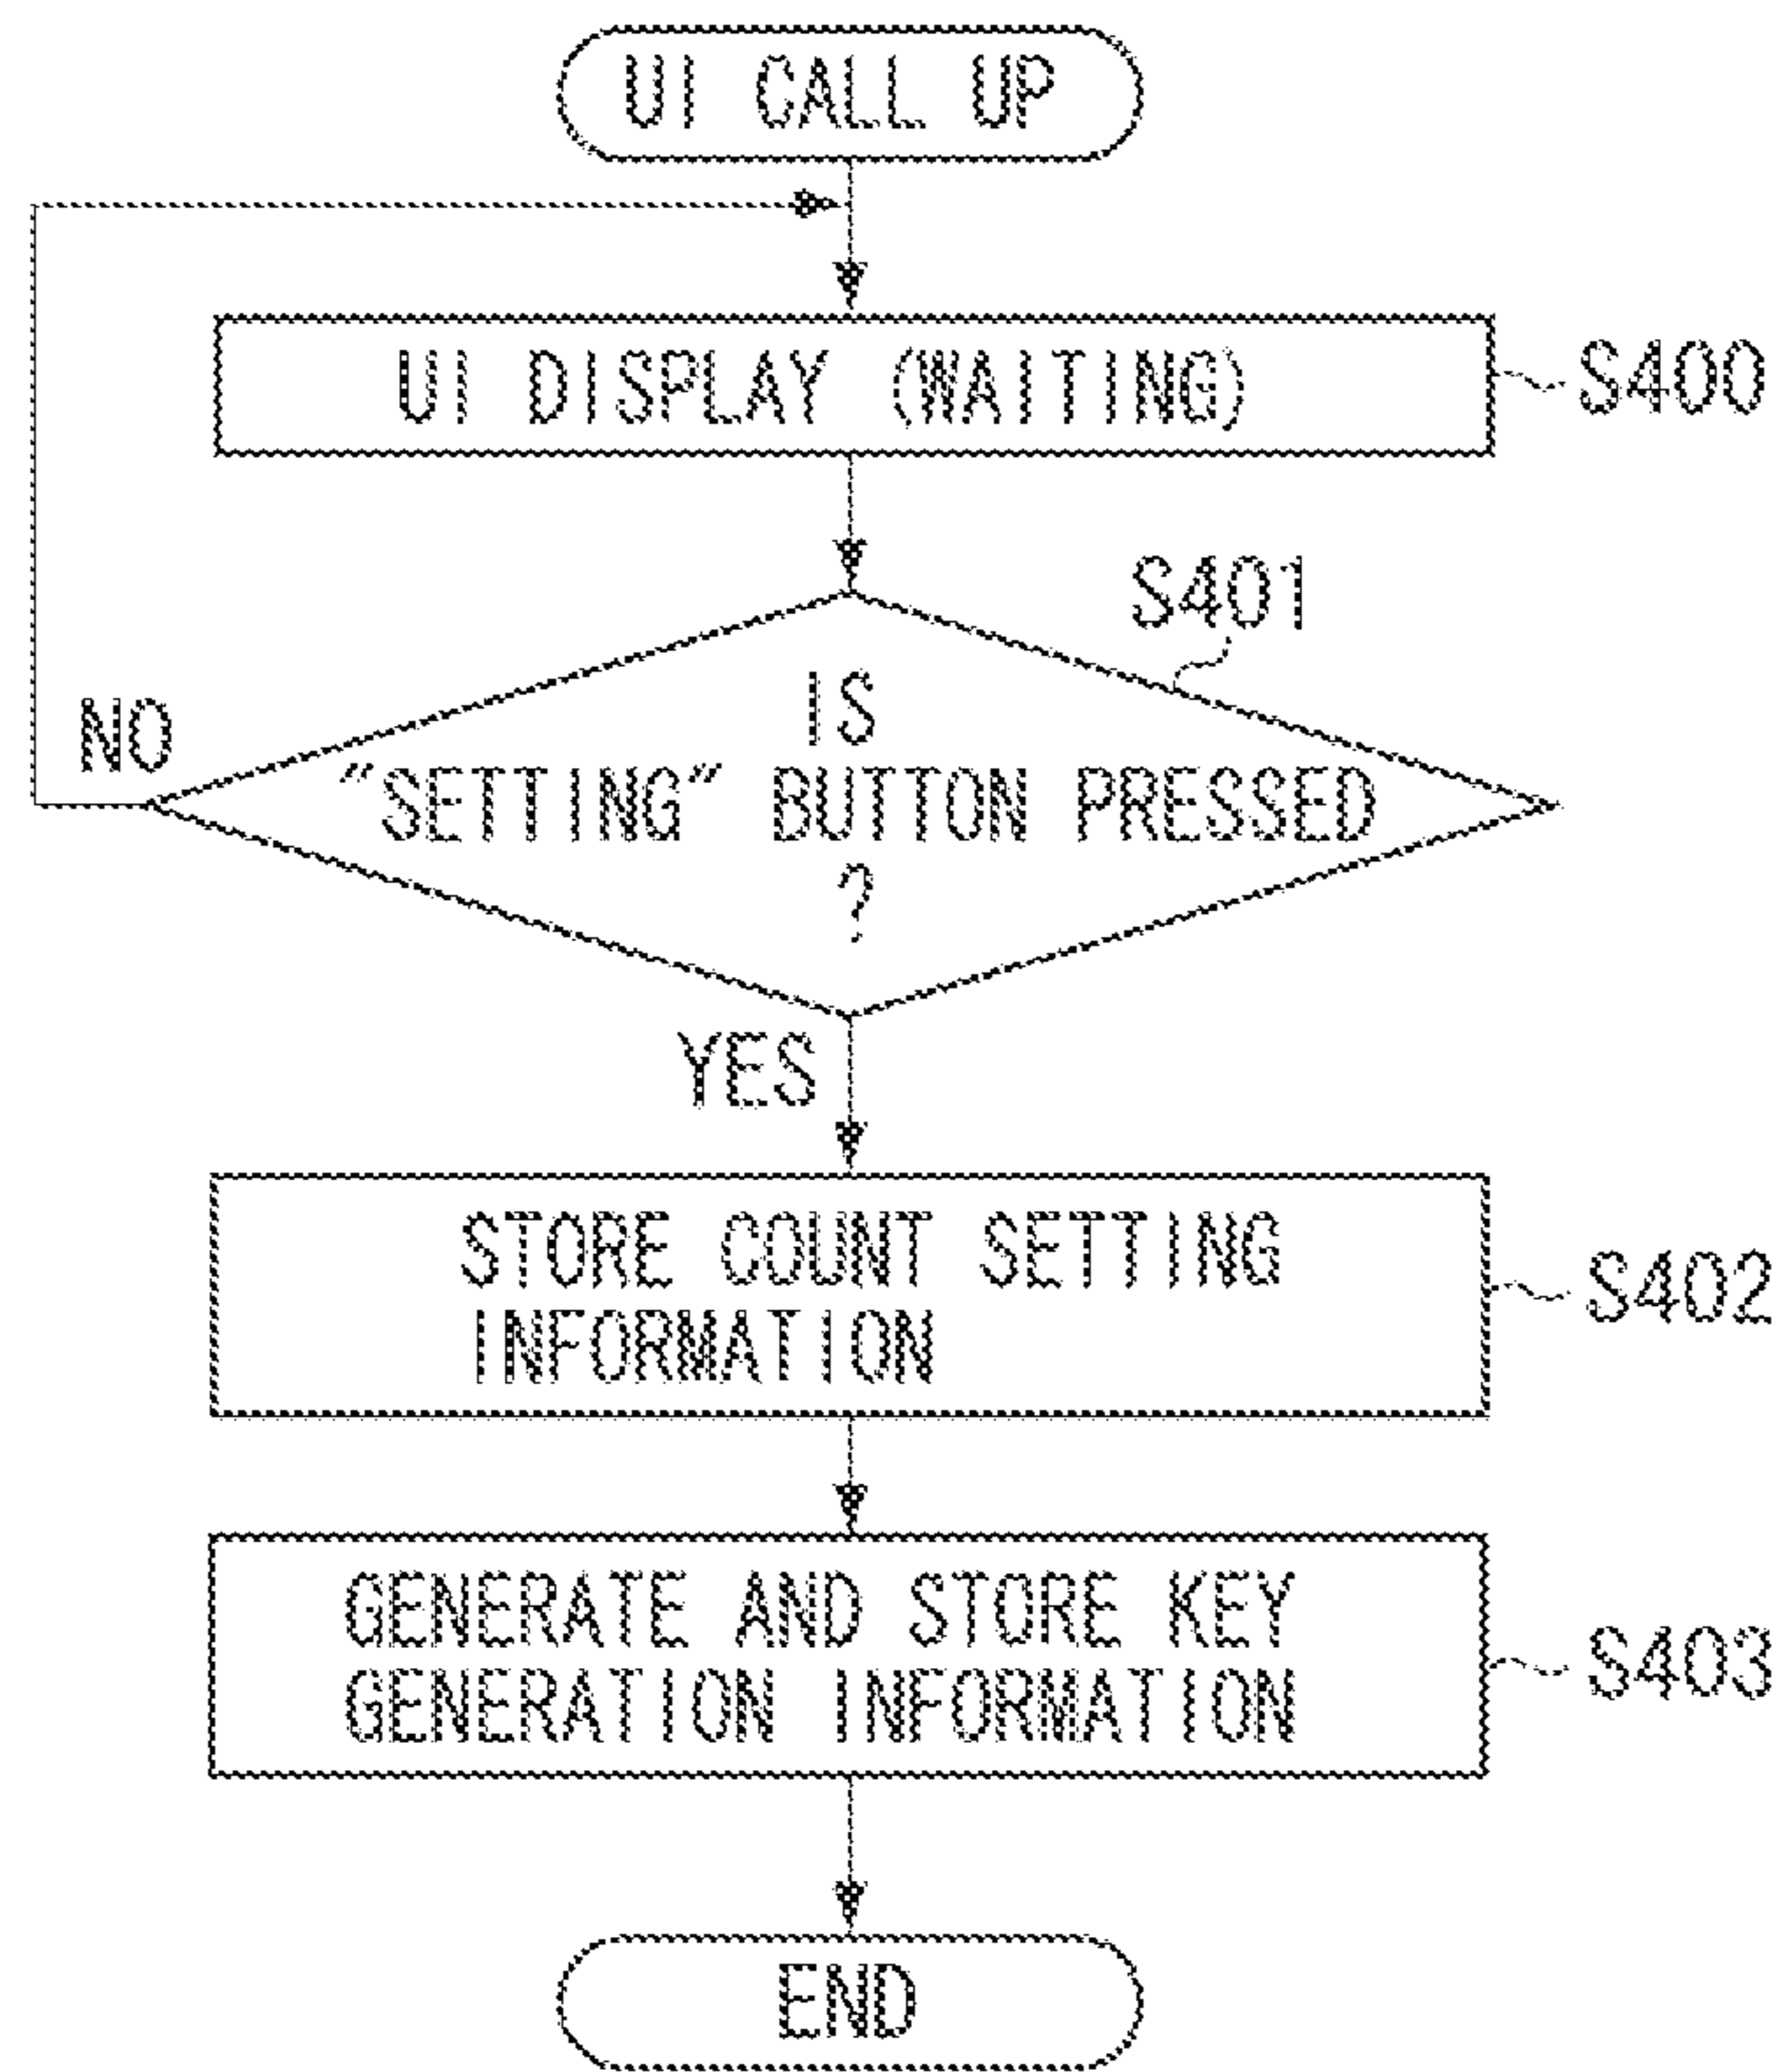 UI CALL UP
UI DISPLAY (WAITING)
S400
S401
IS
"SETTING" BUTTON PRESSED
?
NO
YES
STORE COUNT SETTING
INFORMATION
S402
GENERATE AND STORE KEY
GENERATION INFORMATION
S403
END